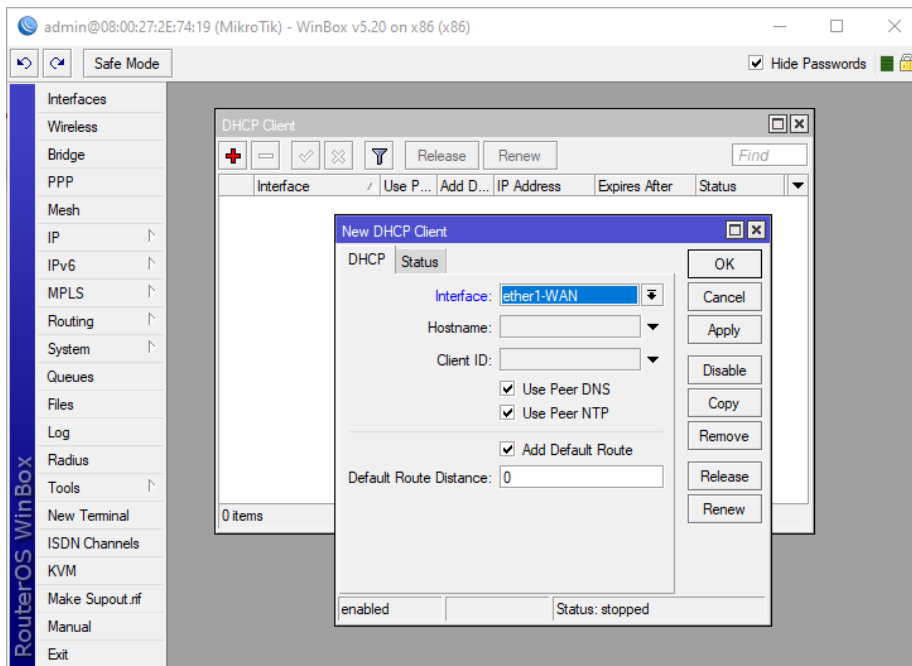 admin@08:00:27:2E:74:19 (MikroTik) - WinBox v5.20 on x86 (x86)
Safe Mode
Hide Passwords
Interfaces
Wireless
Bridge
PPP
Mesh
IP
IPv6
MPLS
Routing
System
Queues
Files
Log
Radius
Tools
New Terminal
ISDN Channels
KVM
Make Supout.rif
Manual
Exit
RouterOS WinBox
DHCP Client
Release
Renew
Find
Interface
Use P...
Add D...
IP Address
Expires After
Status
0 items
New DHCP Client
DHCP
Status
Interface: ether1-WAN
Hostname:
Client ID:
Use Peer DNS
Use Peer NTP
Add Default Route
Default Route Distance: 0
OK
Cancel
Apply
Disable
Copy
Remove
Release
Renew
enabled
Status: stopped